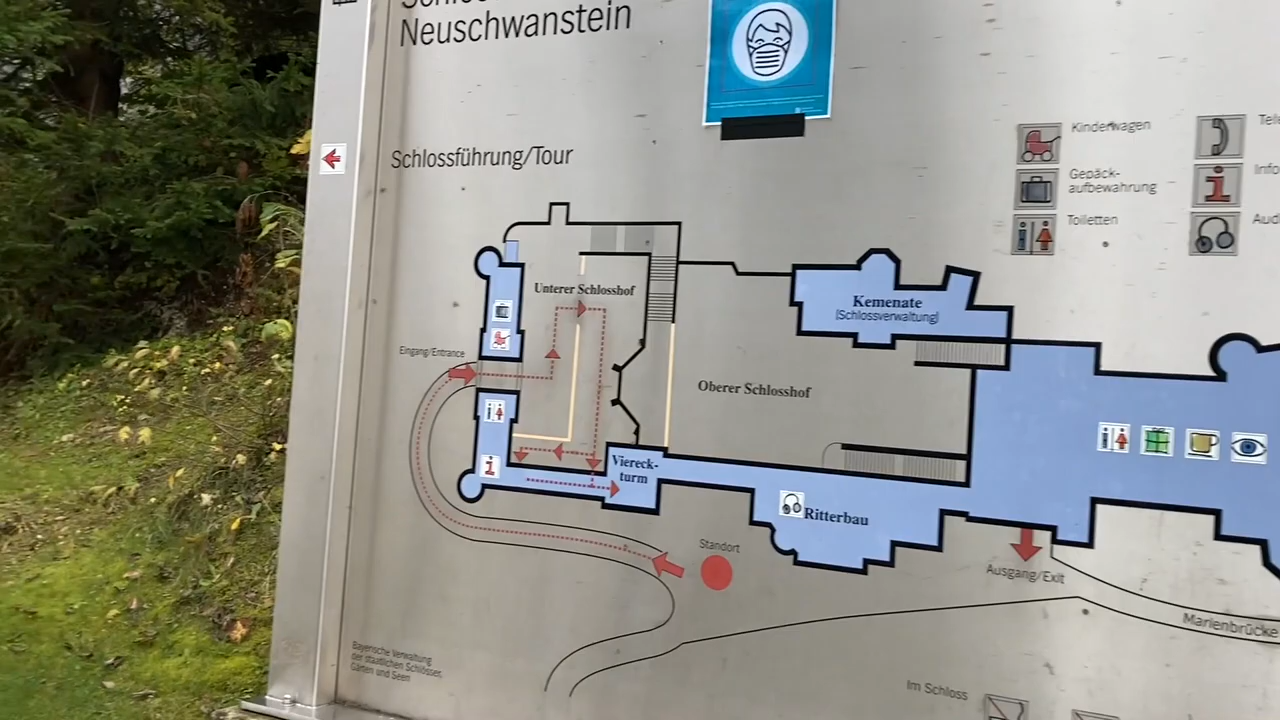 Neuschwanstein
Schlossführung/Tour
Kinderwagen
Gepäck-
aufbewahrung
Toiletten
Unterer Schlosshof
Kemenate
(Schlossverwaltung)
Eingang/Entrance
Oberer Schlosshof
Viereck-
turm
Ritterbau
Standort
Ausgang/Exit
Marienbrücke
Bayerische Verwaltung
der staatlichen Schlösser,
Gärten und Seen
Im Schloss